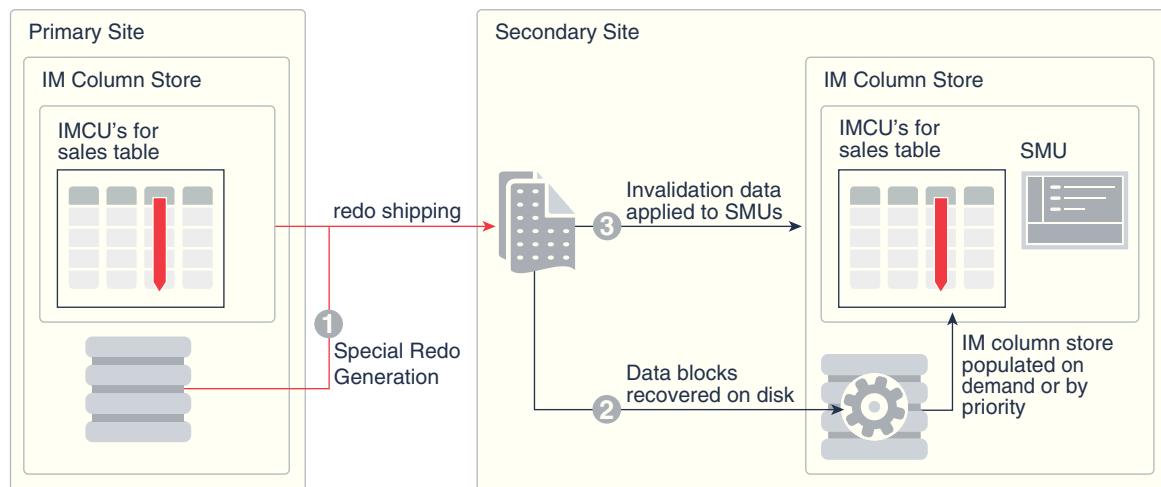 Primary Site
IM Column Store
IMCU's for
sales table
redo shipping
1
Special Redo
Generation
Secondary Site
3
Invalidation data
applied to SMUs
2
Data blocks
recovered on disk
IM Column Store
IMCU's for
sales table
SMU
IM column store
populated on
demand or by
priority